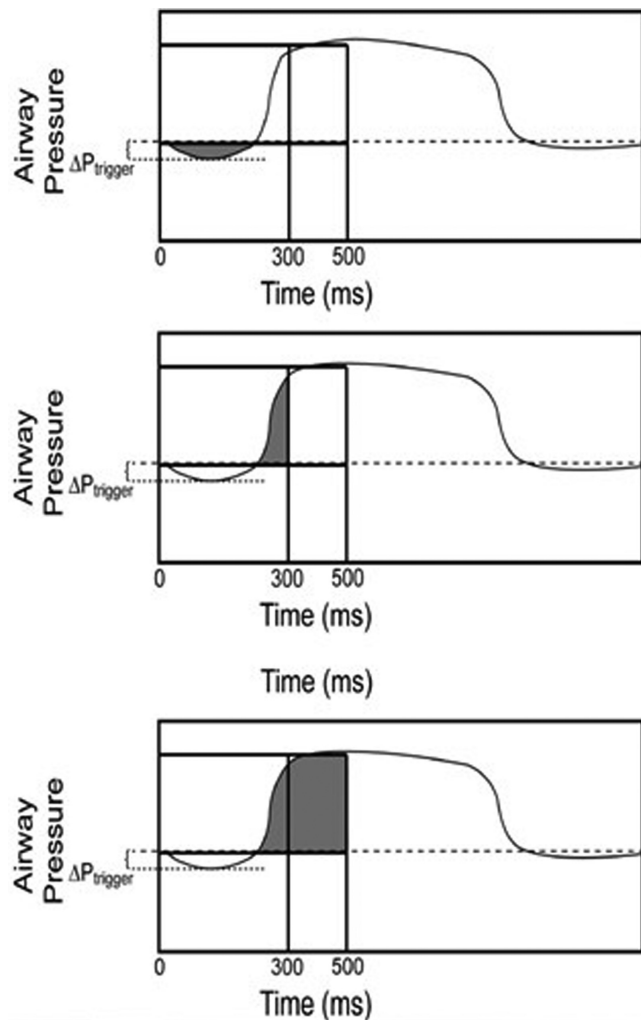 Airway
Pressure
ΔPtrigger
0 300 500
Time (ms)
Airway
Pressure
ΔPtrigger
0 300 500
Time (ms)
Time (ms)
Airway
Pressure
ΔPtrigger
0 300 500
Time (ms)